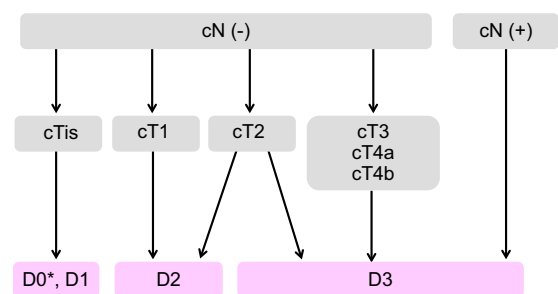 cN (-)
cN (+)
cTis
cT1
cT2
cT3
cT4a
cT4b
D0*, D1
D2
D3